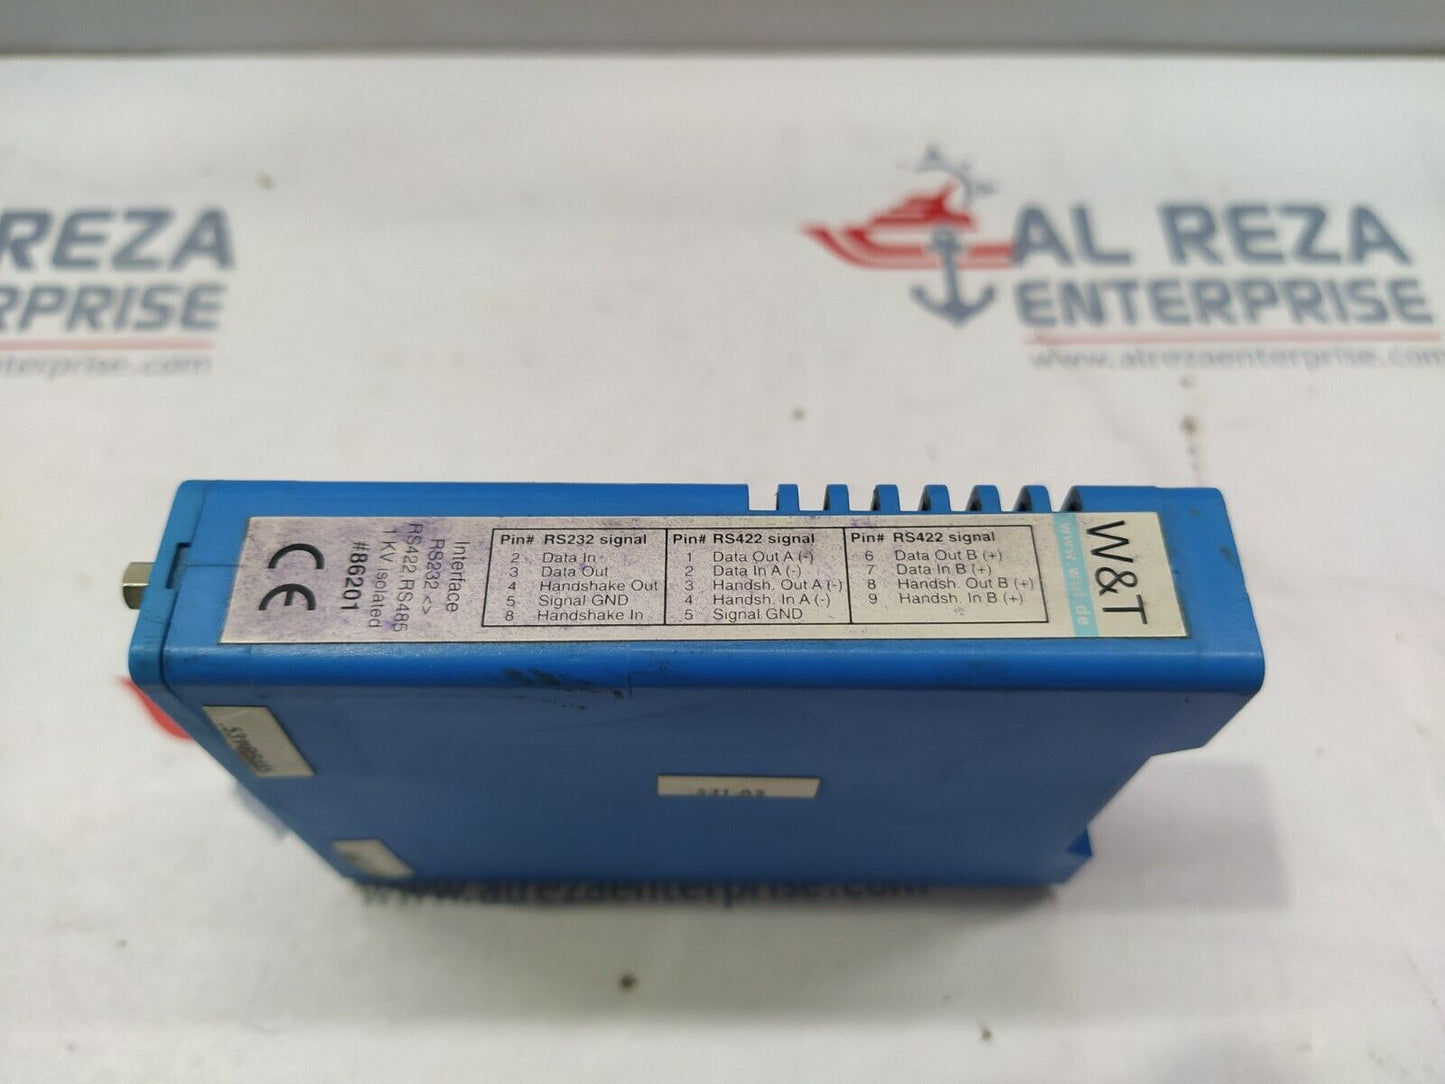 REZA
ERPRISE
nterprise.com
AL REZA
ENTERPRISE
www.alrezaenterprise.com
W&T
www.wut.de
Pin# RS232 signal
2 Data In
3 Data Out
4 Handshake Out
5 Signal GND
8 Handshake In
Pin# RS422 signal
1 Data Out A (-)
2 Data In A (-)
3 Handsh. Out A (-)
4 Handsh. In A (-)
5 Signal GND
Pin# RS422 signal
6 Data Out B (+)
7 Data In B (+)
8 Handsh. Out B (+)
9 Handsh. In B (+)
Interface
RS232 <>
RS422, RS485
1 KV isolated
#86201
CE
www.alrezaenterprise.com